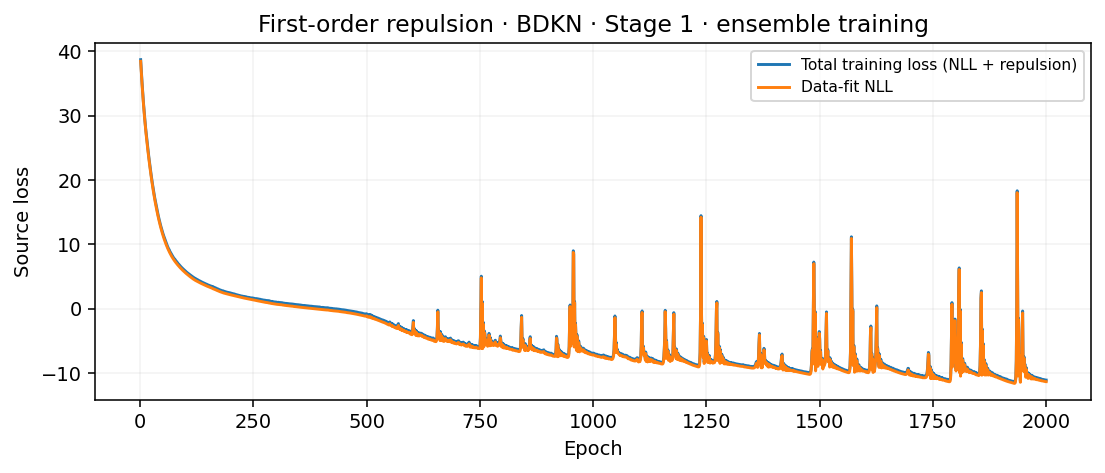 First-order repulsion · BDKN · Stage 1 · ensemble training
Total training loss (NLL + repulsion)
Data-fit NLL
Source loss
40
30
20
10
0
−10
0 250 500 750 1000 1250 1500 1750 2000
Epoch